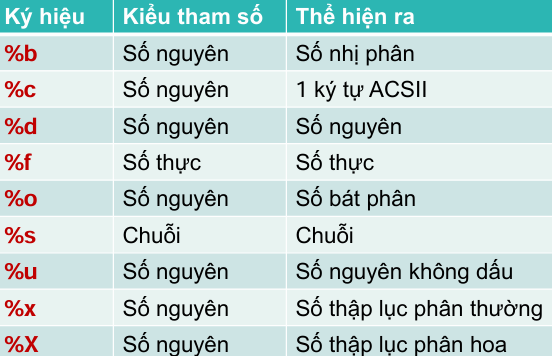 Ký hiệu Kiểu tham số Thể hiện ra
%b Số nguyên Số nhị phân
%c Số nguyên 1 ký tự ACSII
%d Số nguyên Số nguyên
%f Số thực Số thực
%o Số nguyên Số bát phân
%s Chuỗi Chuỗi
%u Số nguyên Số nguyên không dấu
%x Số nguyên Số thập lục phân thường
%X Số nguyên Số thập lục phân hoa